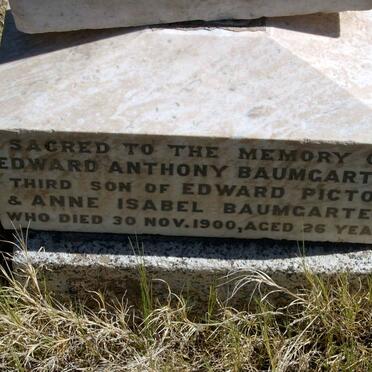 SACRED TO THE MEMORY O
EDWARD ANTHONY BAUMGART
THIRD SON OF EDWARD PICTO
& ANNE ISABEL BAUMGARTE
WHO DIED 30 NOV. 1900, AGED 26 YEA